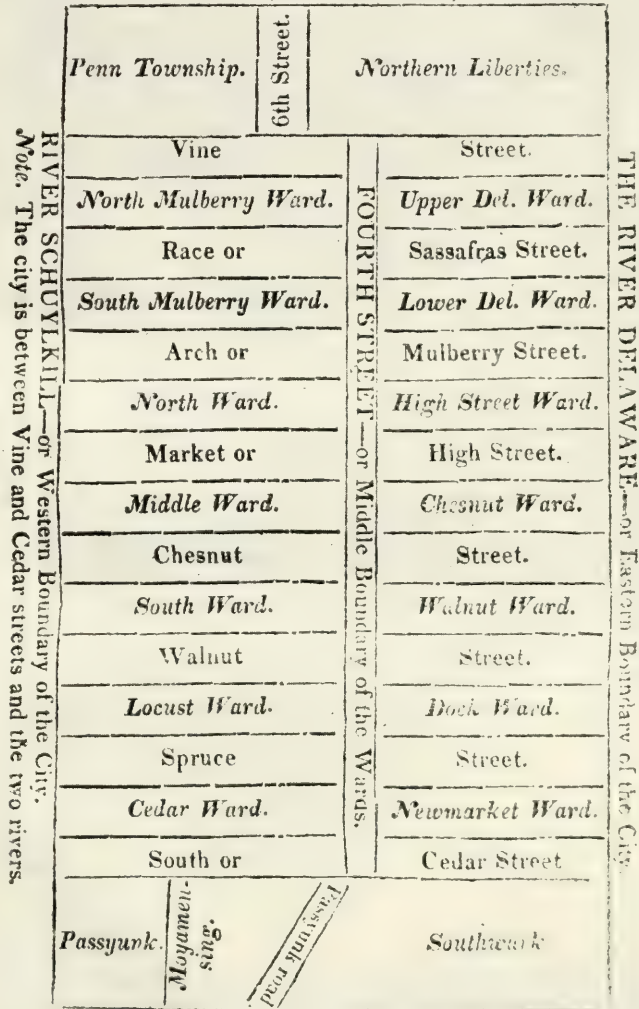 Penn Township.
6th Street.
Northern Liberties.
Vine Street.
North Mulberry Ward. Upper Del. Ward.
Race or Sassafras Street.
South Mulberry Ward. Lower Del. Ward.
Arch or Mulberry Street.
North Ward. High Street Ward.
Market or High Street.
Middle Ward. Chesnut Ward.
Chesnut Street.
South Ward. Walnut Ward.
Walnut Street.
Locust Ward. Dock Ward.
Spruce Street.
Cedar Ward. Newmarket Ward.
South or Cedar Street
Passyunk.
Moyamen-
sing.
Passyunk road
Southwark
FOURTH STREET—or Middle Boundary of the Wards.
RIVER SCHUYLKILL—or Western Boundary of the City.
Note. The city is between Vine and Cedar streets and the two rivers.
THE RIVER DELAWARE—or Eastern Boundary of the City.